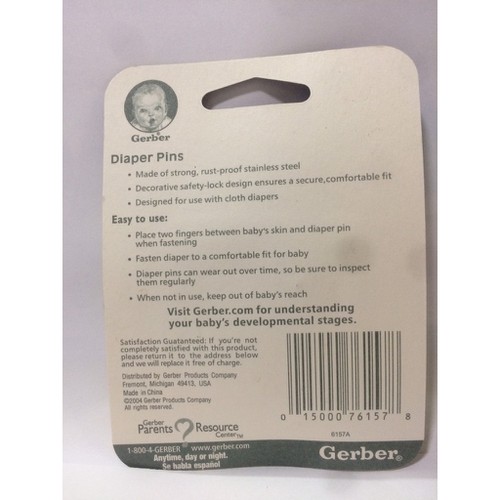 Gerber®
Diaper Pins
• Made of strong, rust-proof stainless steel
• Decorative safety-lock design ensures a secure,comfortable fit
• Designed for use with cloth diapers
Easy to use:
• Place two fingers between baby's skin and diaper pin
when fastening
• Fasten diaper to a comfortable fit for baby
• Diaper pins can wear out over time, so be sure to inspect
them regularly
• When not in use, keep out of baby's reach
Visit Gerber.com for understanding
your baby's developmental stages.
Satisfaction Guaranteed: If you're not
completely satisfied with this product,
please return it to the address below
and we will replace it free of charge.
Distributed by Gerber Products Company
Fremont, Michigan 49413, USA
Made in China
©2004 Gerber Products Company
All rights reserved.
0 15000 76157 8
6157A
Gerber
Parents Resource
Center™
1-800-4-GERBER® www.gerber.com
Anytime, day or night.
Se habla español
Gerber®